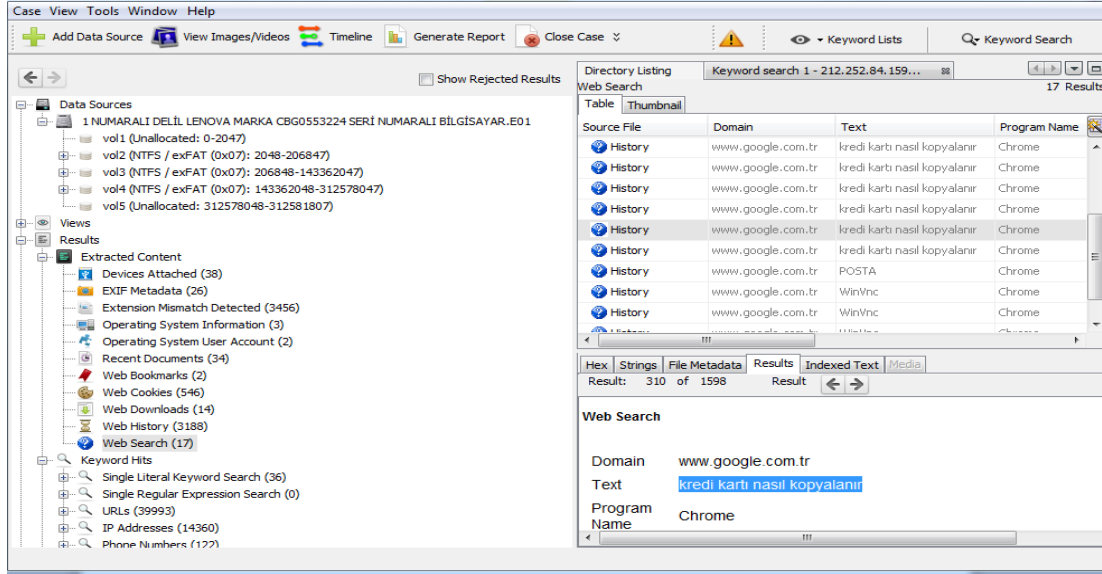 Case View Tools Window Help
Add Data Source View Images/Videos Timeline Generate Report Close Case Keyword Lists Keyword Search
Show Rejected Results
Data Sources
1 NUMARALI DELİL LENOVA MARKA CBG0553224 SERİ NUMARALI BİLGİSAYAR.E01
vol1 (Unallocated: 0-2047)
vol2 (NTFS / exFAT (0x07): 2048-206847)
vol3 (NTFS / exFAT (0x07): 206848-143362047)
vol4 (NTFS / exFAT (0x07): 143362048-312578047)
vol5 (Unallocated: 312578048-312581807)
Views
Results
Extracted Content
Devices Attached (38)
EXIF Metadata (26)
Extension Mismatch Detected (3456)
Operating System Information (3)
Operating System User Account (2)
Recent Documents (34)
Web Bookmarks (2)
Web Cookies (546)
Web Downloads (14)
Web History (3188)
Web Search (17)
Keyword Hits
Single Literal Keyword Search (36)
Single Regular Expression Search (0)
URLs (39993)
IP Addresses (14360)
Phone Numbers (122)
Directory Listing Keyword search 1 - 212.252.84.159...
Web Search 17 Results
Table Thumbnail
Source File Domain Text Program Name
History www.google.com.tr kredi kartı nasıl kopyalanır Chrome
History www.google.com.tr kredi kartı nasıl kopyalanır Chrome
History www.google.com.tr kredi kartı nasıl kopyalanır Chrome
History www.google.com.tr kredi kartı nasıl kopyalanır Chrome
History www.google.com.tr kredi kartı nasıl kopyalanır Chrome
History www.google.com.tr kredi kartı nasıl kopyalanır Chrome
History www.google.com.tr POSTA Chrome
History www.google.com.tr WinVnc Chrome
History www.google.com.tr WinVnc Chrome
Hex Strings File Metadata Results Indexed Text Media
Result: 310 of 1598 Result
Web Search
Domain www.google.com.tr
Text kredi kartı nasıl kopyalanır
Program
Name Chrome